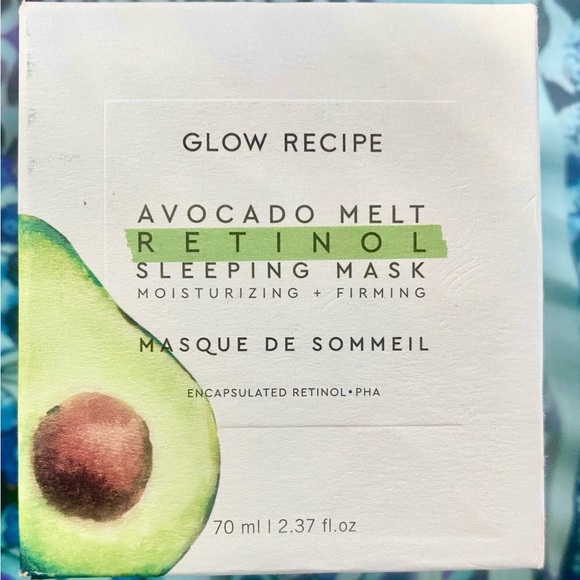 GLOW RECIPE
AVOCADO MELT
RETINOL
SLEEPING MASK
MOISTURIZING + FIRMING
MASQUE DE SOMMEIL
ENCAPSULATED RETINOL•PHA
70 ml | 2.37 fl.oz